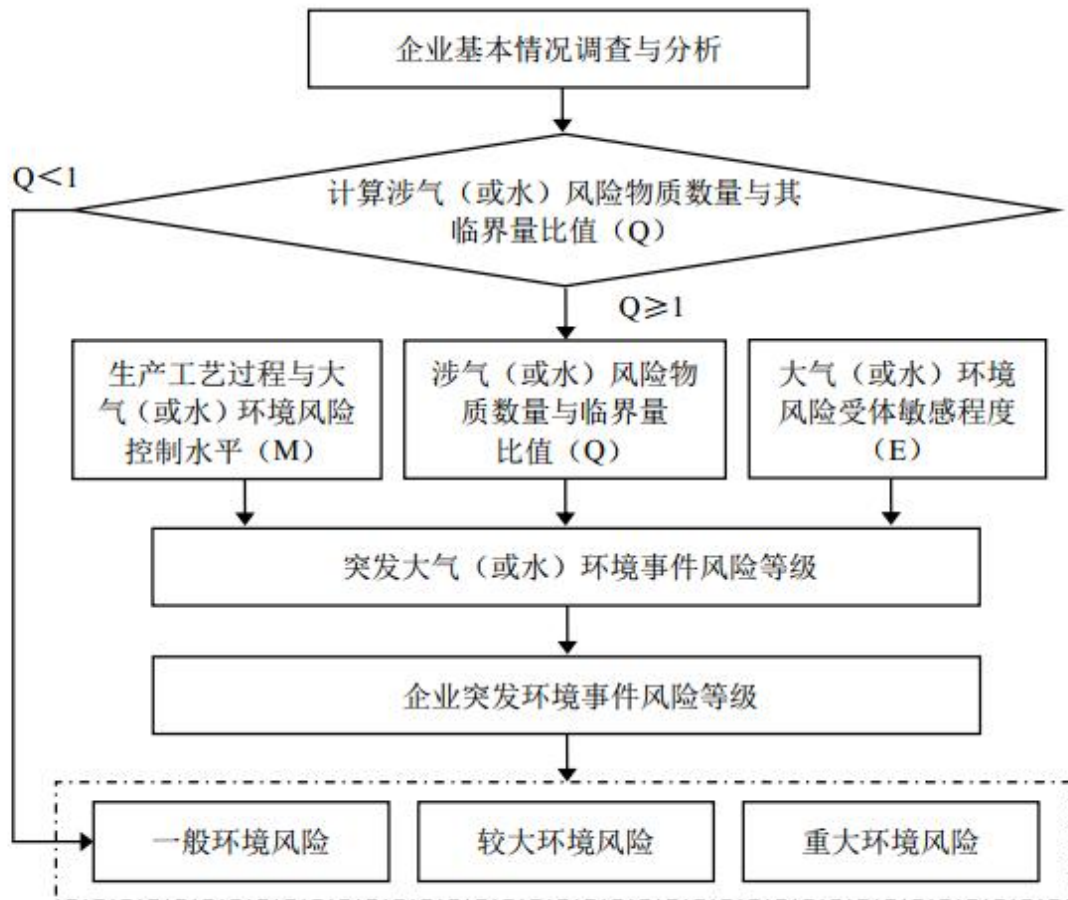 企业基本情况调查与分析
Q＜1
计算涉气（或水）风险物质数量与其
临界量比值（Q）
Q≥1
生产工艺过程与大
气（或水）环境风险
控制水平（M）
涉气（或水）风险物
质数量与临界量
比值（Q）
大气（或水）环境
风险受体敏感程度
（E）
突发大气（或水）环境事件风险等级
企业突发环境事件风险等级
一般环境风险
较大环境风险
重大环境风险